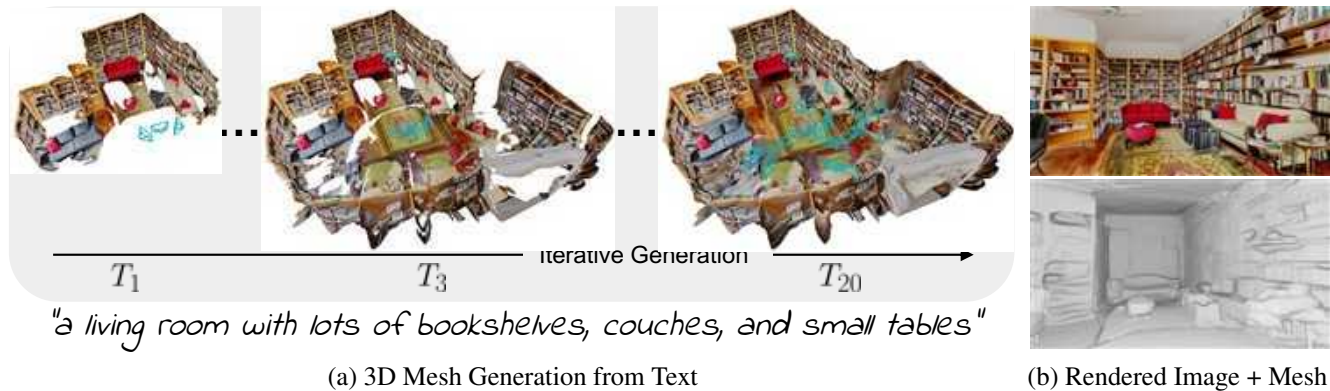 ... ...
Iterative Generation
T₁ T₃ T₂₀
"a living room with lots of bookshelves, couches, and small tables"
(a) 3D Mesh Generation from Text (b) Rendered Image + Mesh